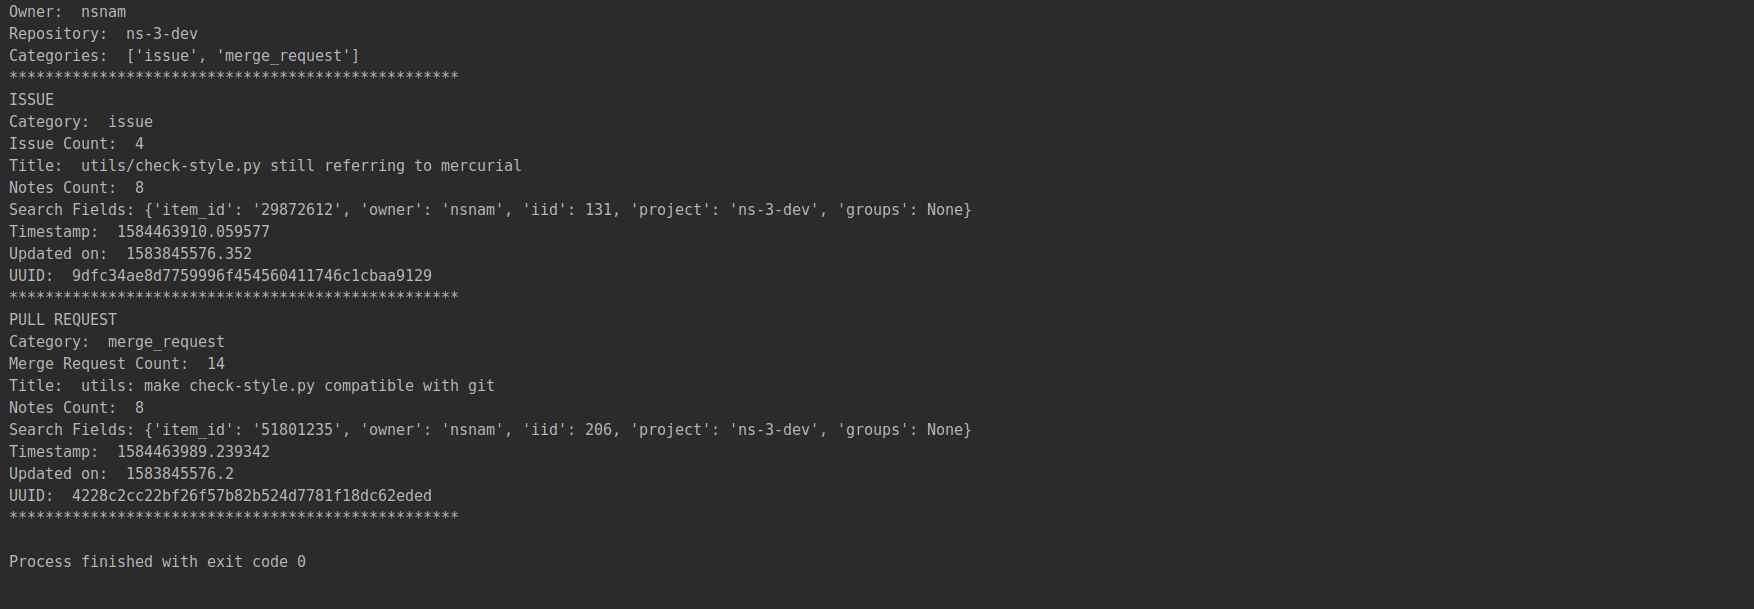 Owner:  nsnam
Repository:  ns-3-dev
Categories:  ['issue', 'merge_request']
**************************************************
ISSUE
Category:  issue
Issue Count:  4
Title:  utils/check-style.py still referring to mercurial
Notes Count:  8
Search Fields: {'item_id': '29872612', 'owner': 'nsnam', 'iid': 131, 'project': 'ns-3-dev', 'groups': None}
Timestamp:  1584463910.059577
Updated on:  1583845576.352
UUID:  9dfc34ae8d7759996f454560411746c1cbaa9129
**************************************************
PULL REQUEST
Category:  merge_request
Merge Request Count:  14
Title:  utils: make check-style.py compatible with git
Notes Count:  8
Search Fields: {'item_id': '51801235', 'owner': 'nsnam', 'iid': 206, 'project': 'ns-3-dev', 'groups': None}
Timestamp:  1584463989.239342
Updated on:  1583845576.2
UUID:  4228c2cc22bf26f57b82b524d7781f18dc62eded
**************************************************

Process finished with exit code 0